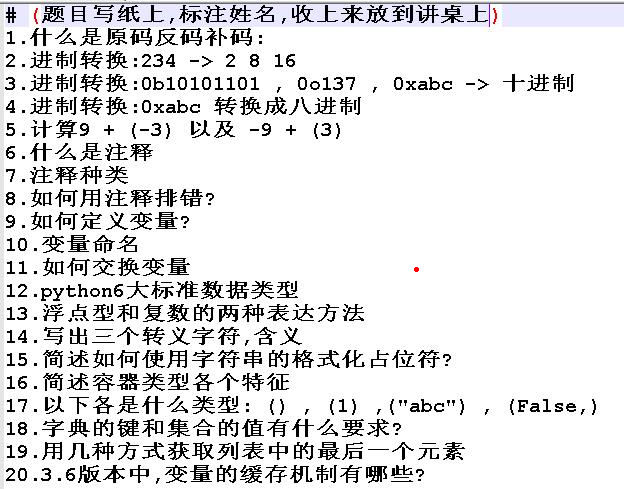 # (题目写纸上,标注姓名,收上来放到讲桌上)
1.什么是原码反码补码:
2.进制转换:234 -> 2 8 16
3.进制转换:0b10101101 , 0o137 , 0xabc -> 十进制
4.进制转换:0xabc 转换成八进制
5.计算9 + (-3) 以及 -9 + (3)
6.什么是注释
7.注释种类
8.如何用注释排错?
9.如何定义变量?
10.变量命名
11.如何交换变量
12.python6大标准数据类型
13.浮点型和复数的两种表达方法
14.写出三个转义字符,含义
15.简述如何使用字符串的格式化占位符?
16.简述容器类型各个特征
17.以下各是什么类型: () , (1) ,("abc") , (False,)
18.字典的键和集合的值有什么要求?
19.用几种方式获取列表中的最后一个元素
20.3.6版本中,变量的缓存机制有哪些?